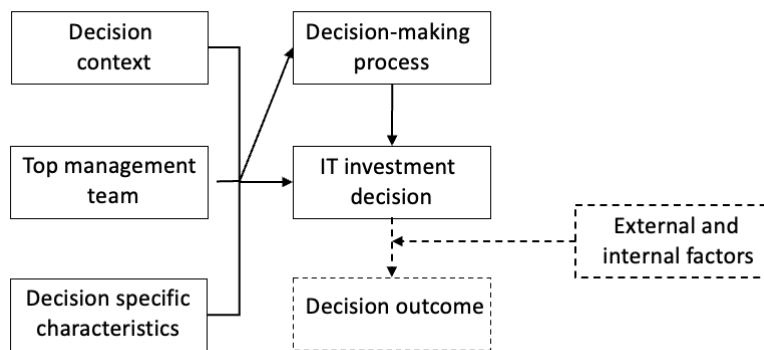 Decision
context
Decision-making
process
Top management
team
IT investment
decision
External and
internal factors
Decision specific
characteristics
Decision outcome